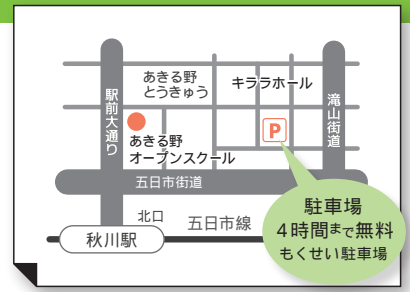 あきる野
とうきゅう
キララホール
駅前大通り
滝山街道
P
あきる野
オープンスクール
五日市街道
北口
五日市線
秋川駅
駐車場
4時間まで無料
もくせい駐車場